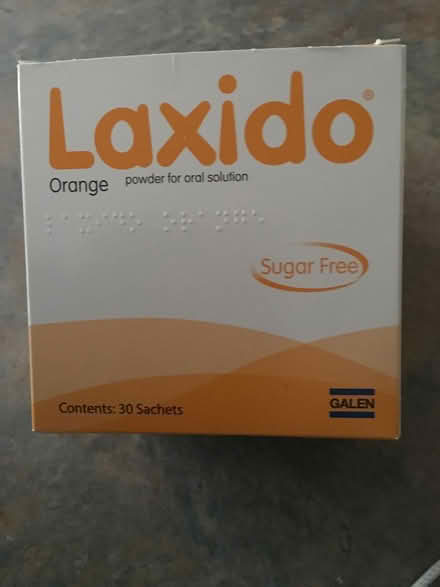 Laxido®
Orange powder for oral solution
Sugar Free
Contents: 30 Sachets
GALEN